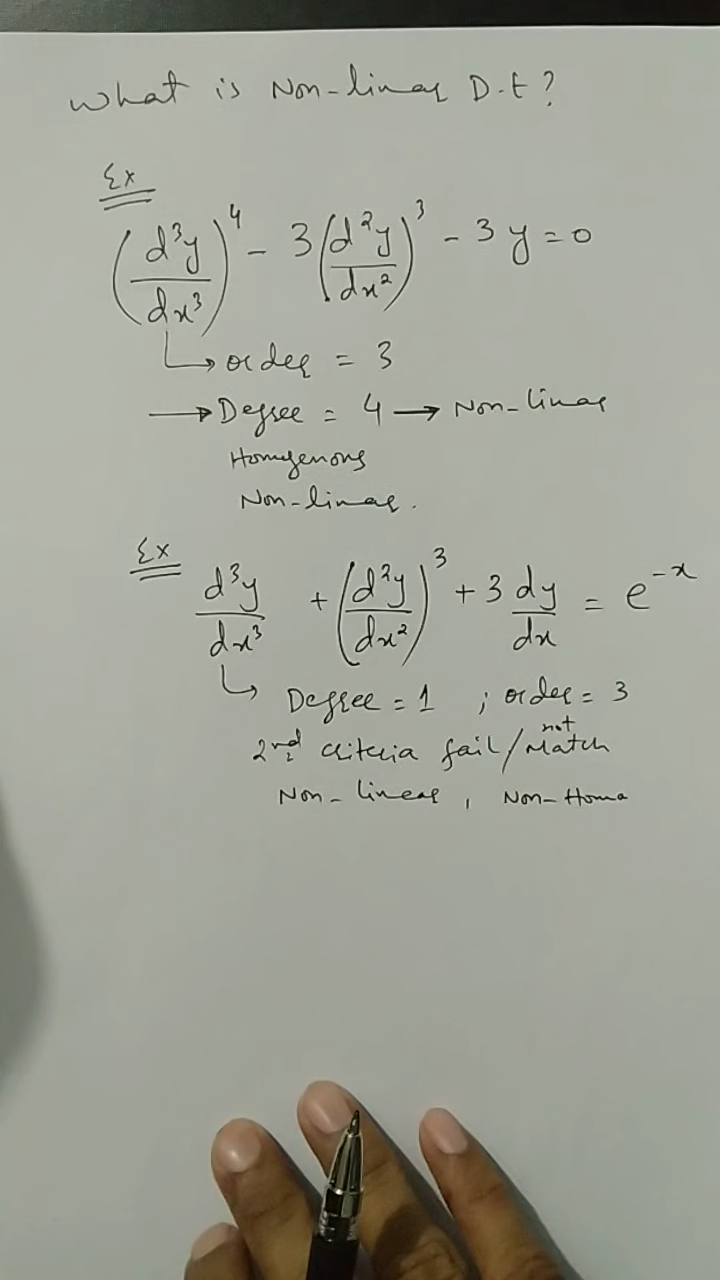 What is Non-linear D.E?
Ex
(d³y/dx³)⁴ - 3(d²y/dx²)³ - 3y = 0
↳ order = 3
→ Degree = 4 → Non-linear
Homogenous
Non-linear.
Ex
d³y/dx³ + (d²y/dx²)³ + 3 dy/dx = e⁻ˣ
↳ Degree = 1 ; order = 3
2nd criteria fail/not Match
Non-linear, Non-Homo